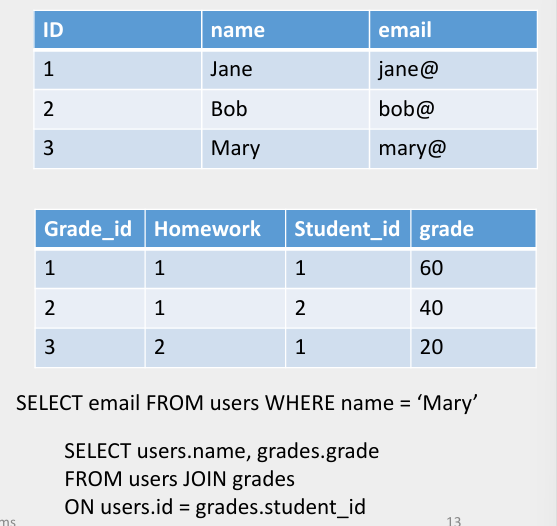 ID name email
1 Jane jane@
2 Bob bob@
3 Mary mary@
Grade_id Homework Student_id grade
1 1 1 60
2 1 2 40
3 2 1 20
SELECT email FROM users WHERE name = ‘Mary’
SELECT users.name, grades.grade
FROM users JOIN grades
ON users.id = grades.student_id
ms 13